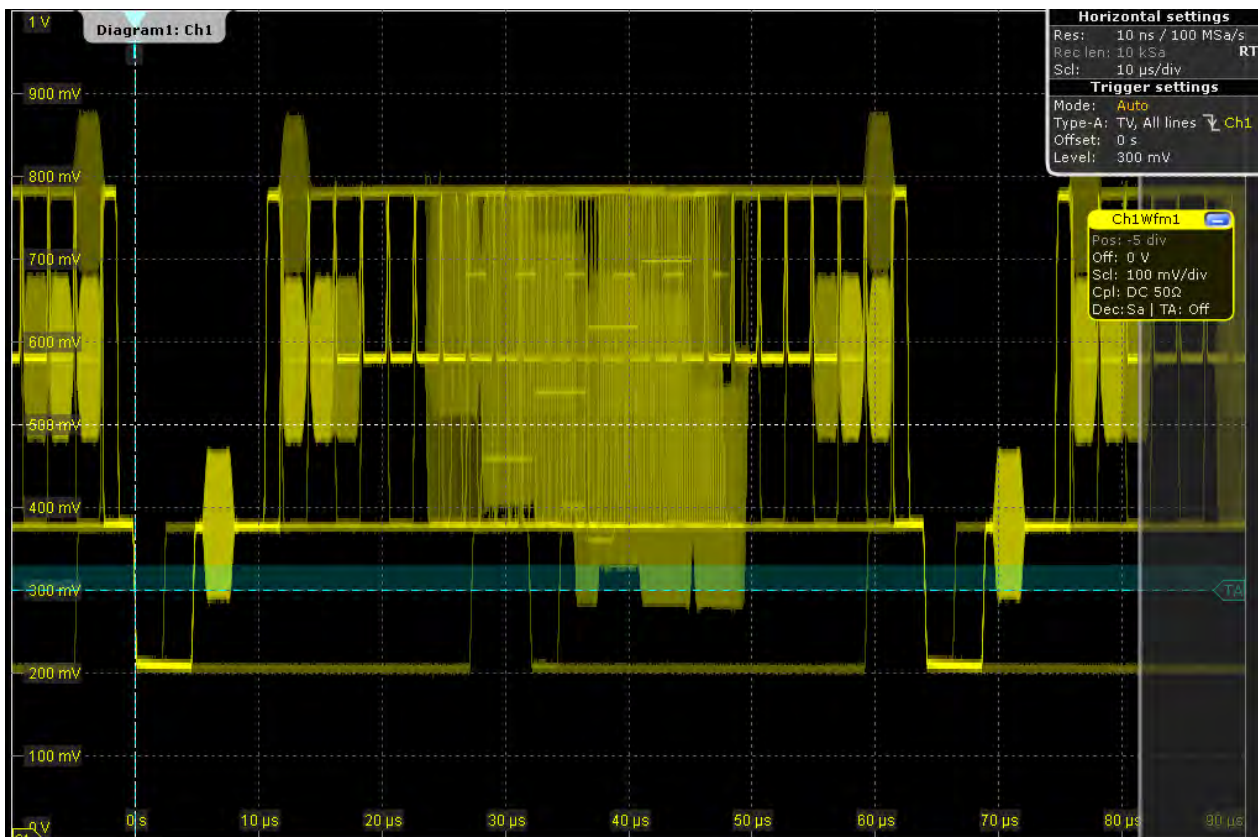 Diagram1: Ch1
1 V
900 mV
800 mV
700 mV
600 mV
500 mV
400 mV
300 mV
200 mV
100 mV
0 V
0 s
10 µs
20 µs
30 µs
40 µs
50 µs
60 µs
70 µs
80 µs
90 µs
Horizontal settings
Res: 10 ns / 100 MSa/s
Rec len: 10 kSa RT
Scl: 10 µs/div
Trigger settings
Mode: Auto
Type-A: TV, All lines Ch1
Offset: 0 s
Level: 300 mV
Ch1Wfm1
Pos: -5 div
Off: 0 V
Scl: 100 mV/div
Cpl: DC 50Ω
Dec: Sa | TA: Off
TA